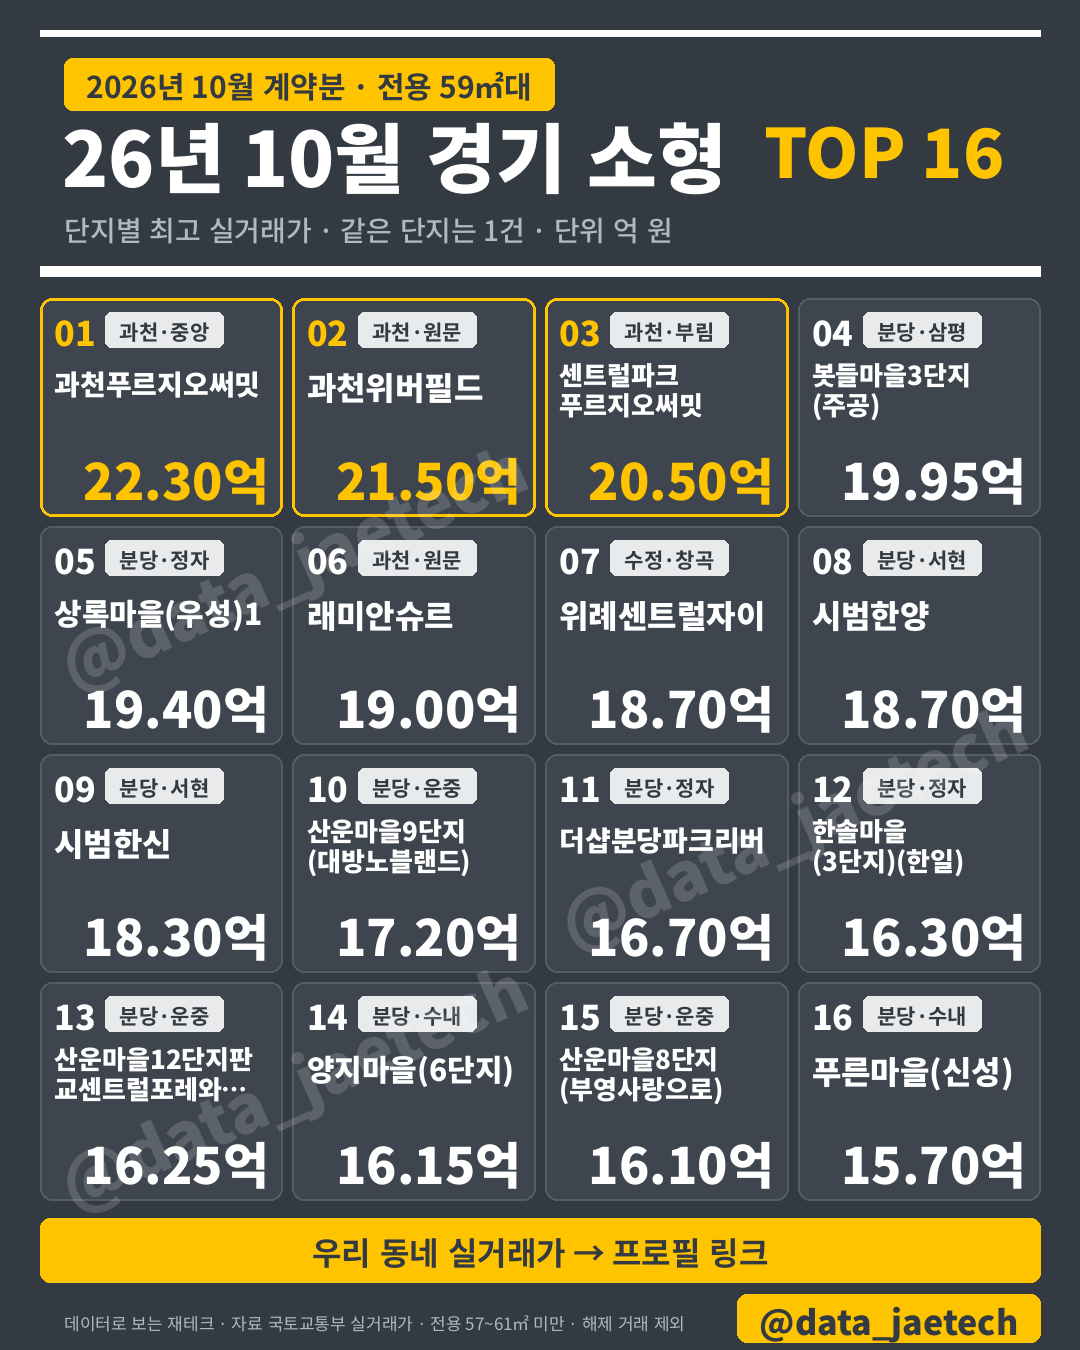 2026년 10월 계약분 · 전용 59㎡대
26년 10월 경기 소형 TOP 16
단지별 최고 실거래가 · 같은 단지는 1건 · 단위 억 원
01 과천·중앙
과천푸르지오써밋
22.30억
02 과천·원문
과천위버필드
21.50억
03 과천·부림
센트럴파크
푸르지오써밋
20.50억
04 분당·삼평
봇들마을3단지
(주공)
19.95억
05 분당·정자
상록마을(우성)1
19.40억
06 과천·원문
래미안슈르
19.00억
07 수정·창곡
위례센트럴자이
18.70억
08 분당·서현
시범한양
18.70억
09 분당·서현
시범한신
18.30억
10 분당·운중
산운마을9단지
(대방노블랜드)
17.20억
11 분당·정자
더샵분당파크리버
16.70억
12 분당·정자
한솔마을
(3단지)(한일)
16.30억
13 분당·운중
산운마을12단지판
교센트럴포레와…
16.25억
14 분당·수내
양지마을(6단지)
16.15억
15 분당·운중
산운마을8단지
(부영사랑으로)
16.10억
16 분당·수내
푸른마을(신성)
15.70억
@data_jaetech
@data_jaetech
@data_jaetech
우리 동네 실거래가 → 프로필 링크
데이터로 보는 재테크 · 자료 국토교통부 실거래가 · 전용 57~61㎡ 미만 · 해제 거래 제외
@data_jaetech